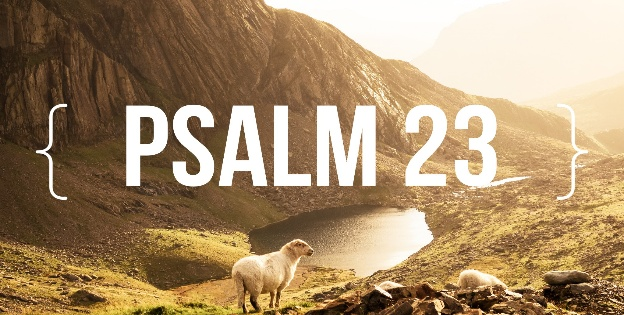 { PSALM 23 }